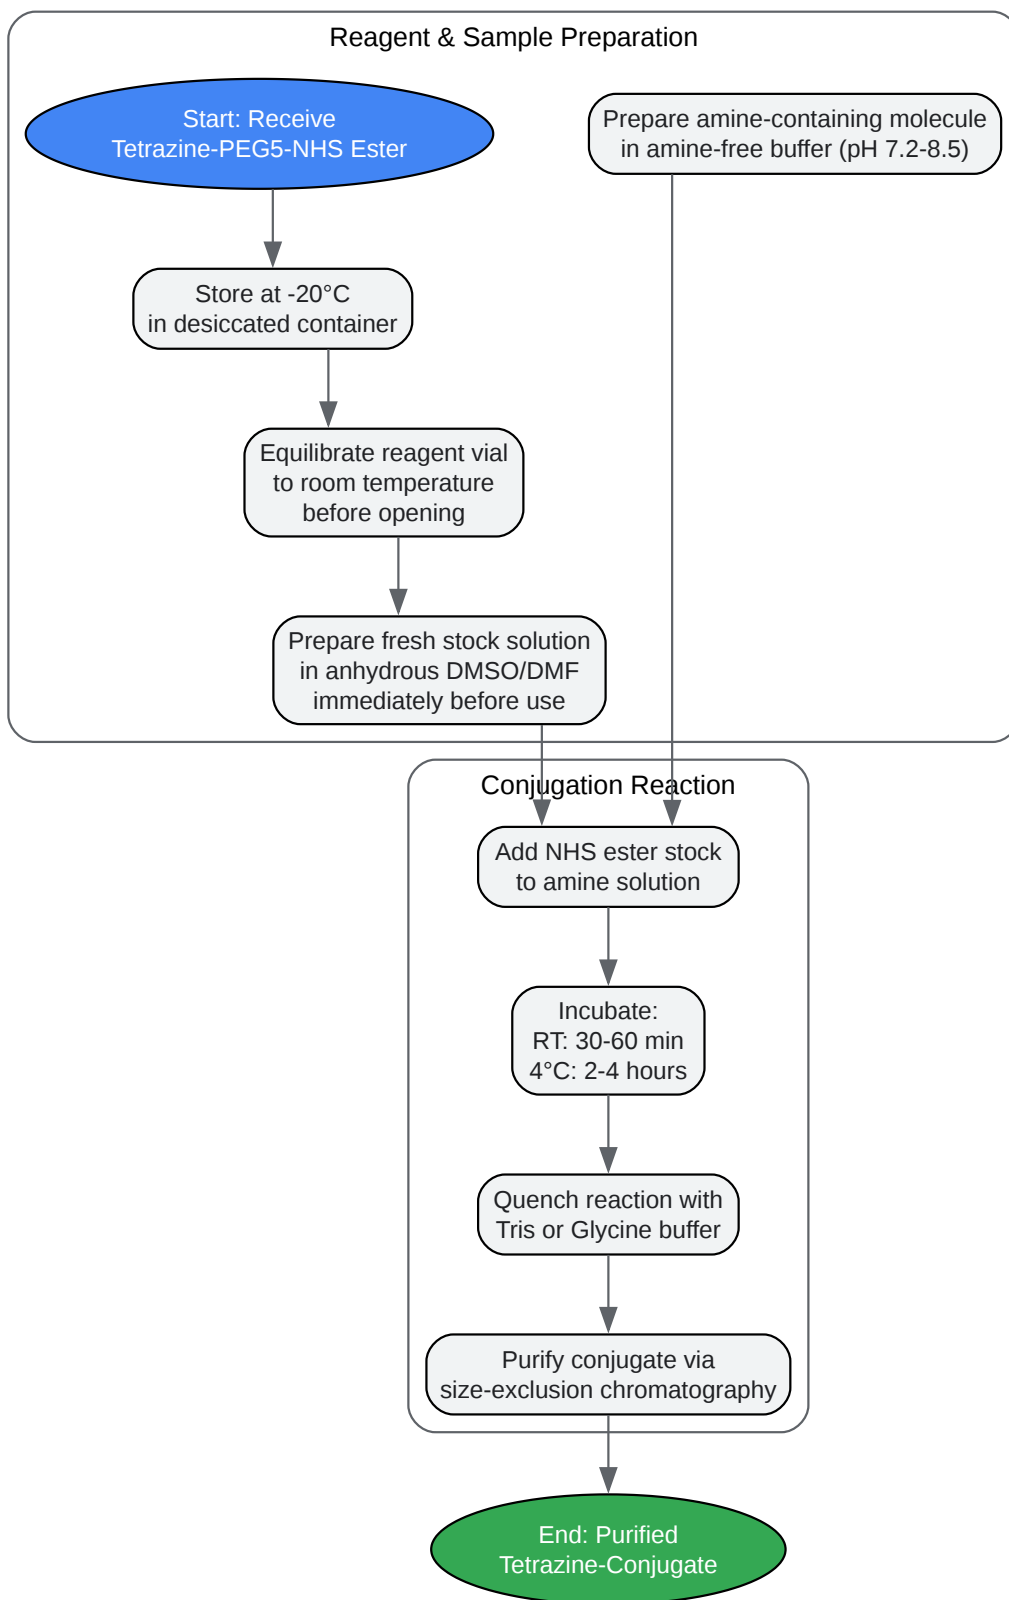 Reagent & Sample Preparation
Start: Receive
Tetrazine-PEG5-NHS Ester
Prepare amine-containing molecule
in amine-free buffer (pH 7.2-8.5)
Store at -20°C
in desiccated container
Equilibrate reagent vial
to room temperature
before opening
Prepare fresh stock solution
in anhydrous DMSO/DMF
immediately before use
Conjugation Reaction
Add NHS ester stock
to amine solution
Incubate:
RT: 30-60 min
4°C: 2-4 hours
Quench reaction with
Tris or Glycine buffer
Purify conjugate via
size-exclusion chromatography
End: Purified
Tetrazine-Conjugate